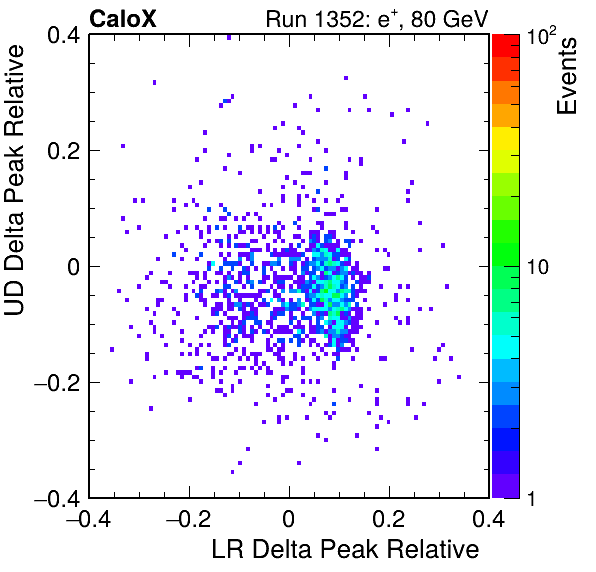 CaloX Run 1352: e⁺, 80 GeV
UD Delta Peak Relative
0.4
0.2
0
−0.2
−0.4
−0.4 −0.2 0 0.2 0.4
LR Delta Peak Relative
10²
10
1
Events